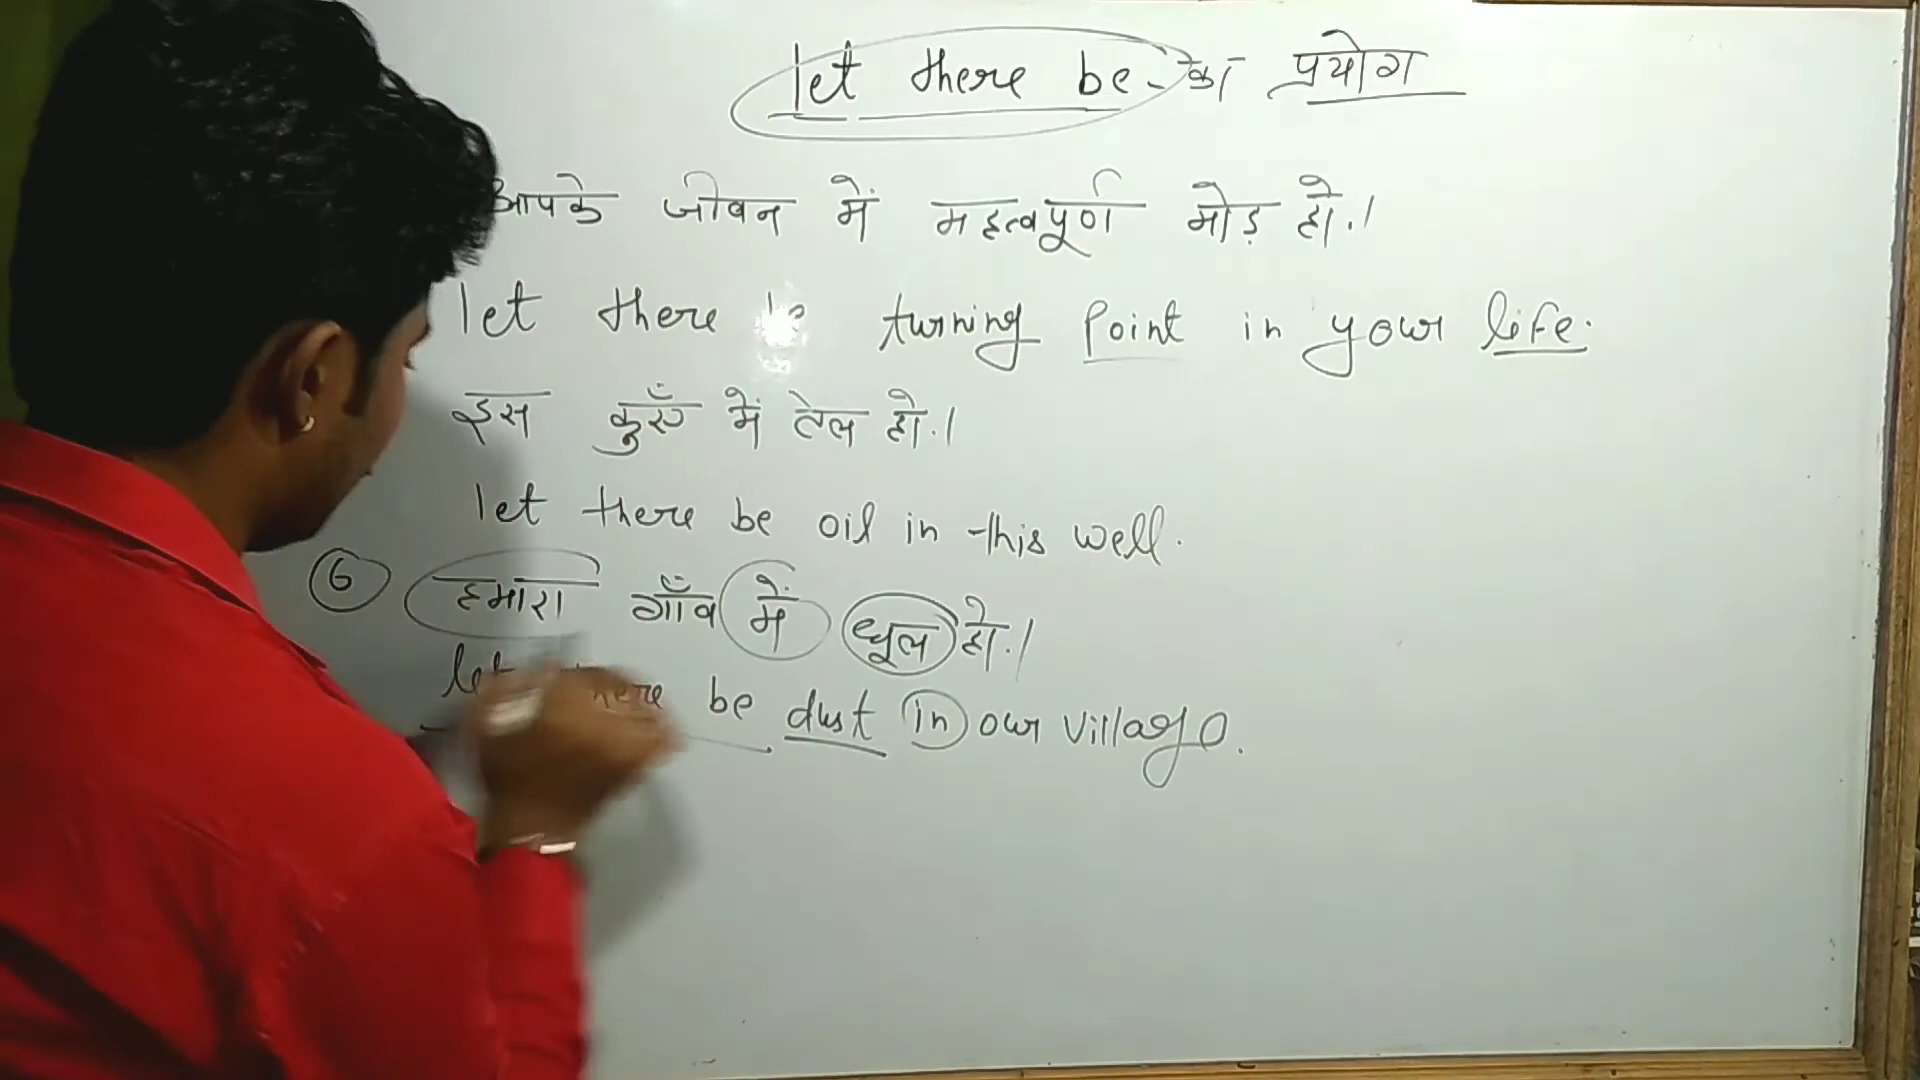 let there be - का प्रयोग
आपके जीवन में महत्वपूर्ण मोड़ हो.।
let there be turning Point in your life.
इस कुएँ में तेल हो.।
let there be oil in this well.
6 हमारा गाँव में धूल हो.।
let there be dust in our village.